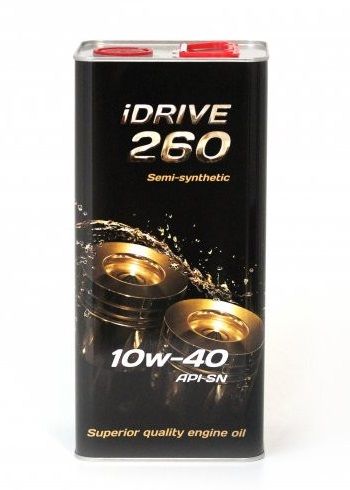 iDRIVE
260
Semi-synthetic
10w-40
API-SN
Superior quality engine oil